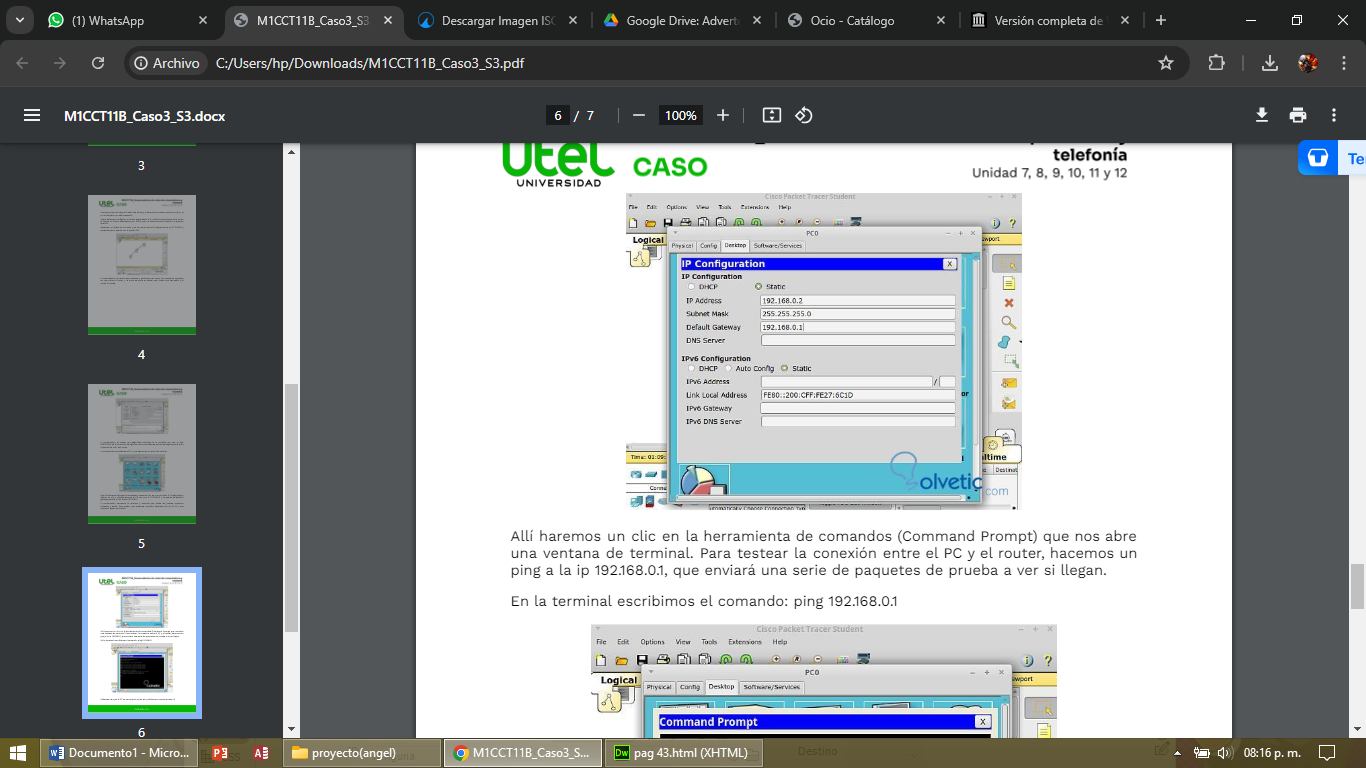 (1) WhatsApp
M1CCT11B_Caso3_S3
Descargar Imagen ISO
Google Drive: Advert
Ocio - Catálogo
Versión completa de
Archivo
C:/Users/hp/Downloads/M1CCT11B_Caso3_S3.pdf
M1CCT11B_Caso3_S3.docx
6 / 7
100%
3
4
5
6
utel
UNIVERSIDAD
CASO
telefonía
Unidad 7, 8, 9, 10, 11 y 12
Te
Cisco Packet Tracer Student
File Edit Options View Tools Extensions Help
Logical
PC0
Physical Config Desktop Software/Services
IP Configuration
X
IP Configuration
DHCP Static
IP Address 192.168.0.2
Subnet Mask 255.255.255.0
Default Gateway 192.168.0.1
DNS Server
IPv6 Configuration
DHCP Auto Config Static
IPv6 Address /
Link Local Address FE80::200:CFF:FE27:6C1D
IPv6 Gateway
IPv6 DNS Server
Time: 01:09:
Conne
olvetic
.com
Automatically Choose Connection Typ
Allí haremos un clic en la herramienta de comandos (Command Prompt) que nos abre
una ventana de terminal. Para testear la conexión entre el PC y el router, hacemos un
ping a la ip 192.168.0.1, que enviará una serie de paquetes de prueba a ver si llegan.
En la terminal escribimos el comando: ping 192.168.0.1
Cisco Packet Tracer Student
File Edit Options View Tools Extensions Help
Logical
PC0
Physical Config Desktop Software/Services
Command Prompt
X
Documento1 - Micro...
proyecto(angel)
M1CCT11B_Caso3_S...
pag 43.html (XHTML)
Destino
08:16 p. m.